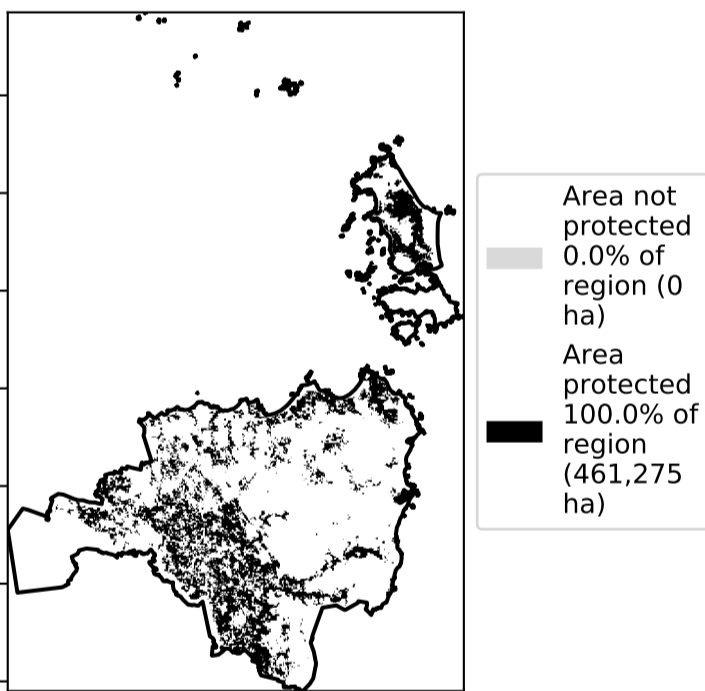 Area not
protected
0.0% of
region (0
ha)
Area
protected
100.0% of
region
(461,275
ha)